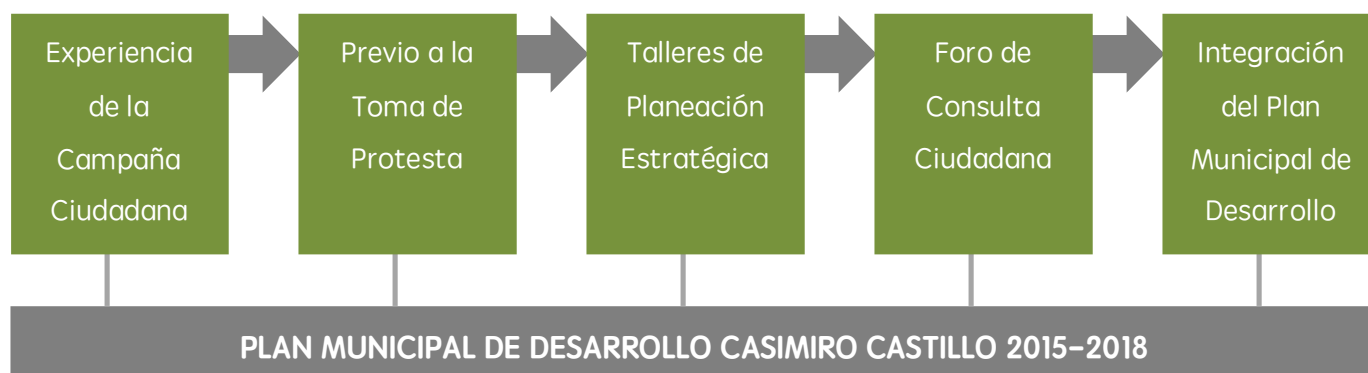 Experiencia
de la
Campaña
Ciudadana
Previo a la
Toma de
Protesta
Talleres de
Planeación
Estratégica
Foro de
Consulta
Ciudadana
Integración
del Plan
Municipal de
Desarrollo
PLAN MUNICIPAL DE DESARROLLO CASIMIRO CASTILLO 2015-2018